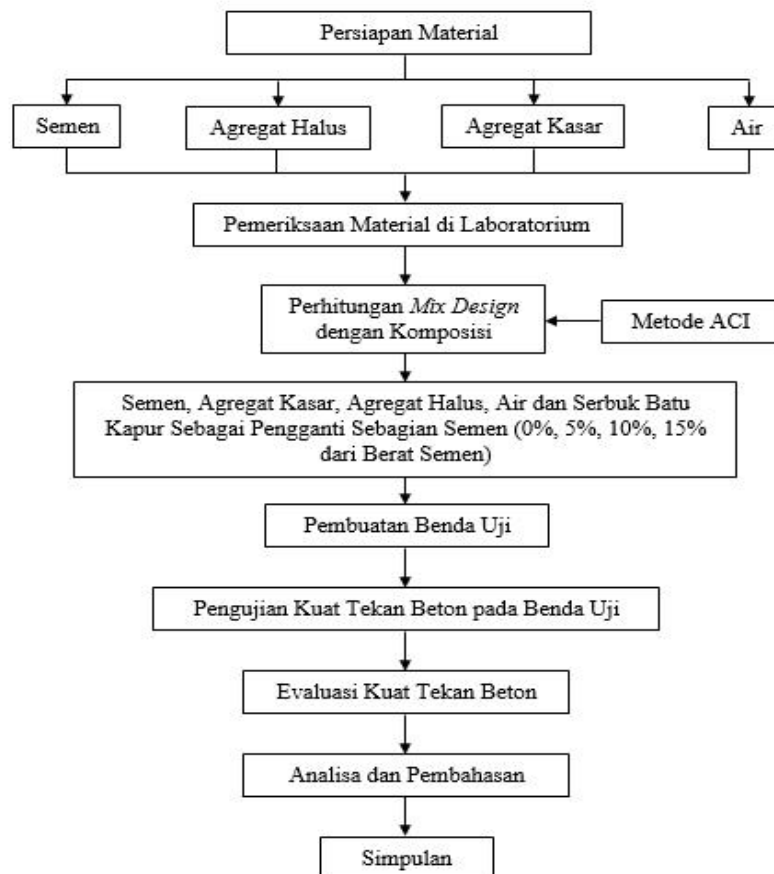 Persiapan Material
Semen
Agregat Halus
Agregat Kasar
Air
Pemeriksaan Material di Laboratorium
Perhitungan Mix Design
dengan Komposisi
Metode ACI
Semen, Agregat Kasar, Agregat Halus, Air dan Serbuk Batu
Kapur Sebagai Pengganti Sebagian Semen (0%, 5%, 10%, 15%
dari Berat Semen)
Pembuatan Benda Uji
Pengujian Kuat Tekan Beton pada Benda Uji
Evaluasi Kuat Tekan Beton
Analisa dan Pembahasan
Simpulan